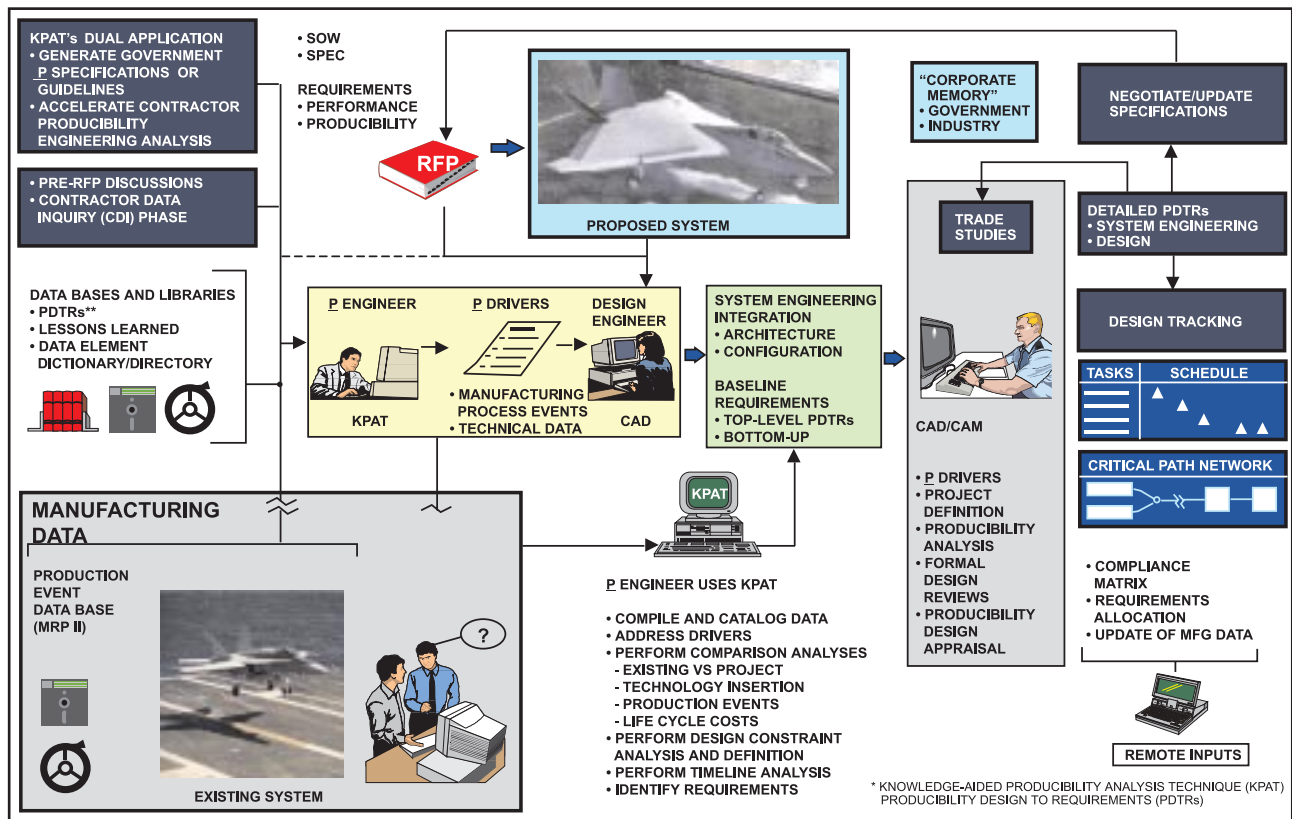 KPAT's DUAL APPLICATION
• GENERATE GOVERNMENT
P SPECIFICATIONS OR
GUIDELINES
• ACCELERATE CONTRACTOR
PRODUCIBILITY
ENGINEERING ANALYSIS
• PRE-RFP DISCUSSIONS
• CONTRACTOR DATA
INQUIRY (CDI) PHASE
• SOW
• SPEC
REQUIREMENTS
• PERFORMANCE
• PRODUCIBILITY
RFP
PROPOSED SYSTEM
"CORPORATE
MEMORY"
• GOVERNMENT
• INDUSTRY
NEGOTIATE/UPDATE
SPECIFICATIONS
TRADE
STUDIES
DETAILED PDTRs
• SYSTEM ENGINEERING
• DESIGN
DATA BASES AND LIBRARIES
• PDTRs**
• LESSONS LEARNED
• DATA ELEMENT
DICTIONARY/DIRECTORY
P ENGINEER
KPAT
P DRIVERS
• MANUFACTURING
PROCESS EVENTS
• TECHNICAL DATA
DESIGN
ENGINEER
CAD
SYSTEM ENGINEERING
INTEGRATION
• ARCHITECTURE
• CONFIGURATION
BASELINE
REQUIREMENTS
• TOP-LEVEL PDTRs
• BOTTOM-UP
CAD/CAM
• P DRIVERS
• PROJECT
DEFINITION
• PRODUCIBILITY
ANALYSIS
• FORMAL
DESIGN
REVIEWS
• PRODUCIBILITY
DESIGN
APPRAISAL
DESIGN TRACKING
TASKS
SCHEDULE
CRITICAL PATH NETWORK
• COMPLIANCE
MATRIX
• REQUIREMENTS
ALLOCATION
• UPDATE OF MFG DATA
REMOTE INPUTS
MANUFACTURING
DATA
PRODUCTION
EVENT
DATA BASE
(MRP II)
EXISTING SYSTEM
?
KPAT
P ENGINEER USES KPAT
• COMPILE AND CATALOG DATA
• ADDRESS DRIVERS
• PERFORM COMPARISON ANALYSES
- EXISTING VS PROJECT
- TECHNOLOGY INSERTION
- PRODUCTION EVENTS
- LIFE CYCLE COSTS
• PERFORM DESIGN CONSTRAINT
ANALYSIS AND DEFINITION
• PERFORM TIMELINE ANALYSIS
• IDENTIFY REQUIREMENTS
* KNOWLEDGE-AIDED PRODUCIBILITY ANALYSIS TECHNIQUE (KPAT)
PRODUCIBILITY DESIGN TO REQUIREMENTS (PDTRs)